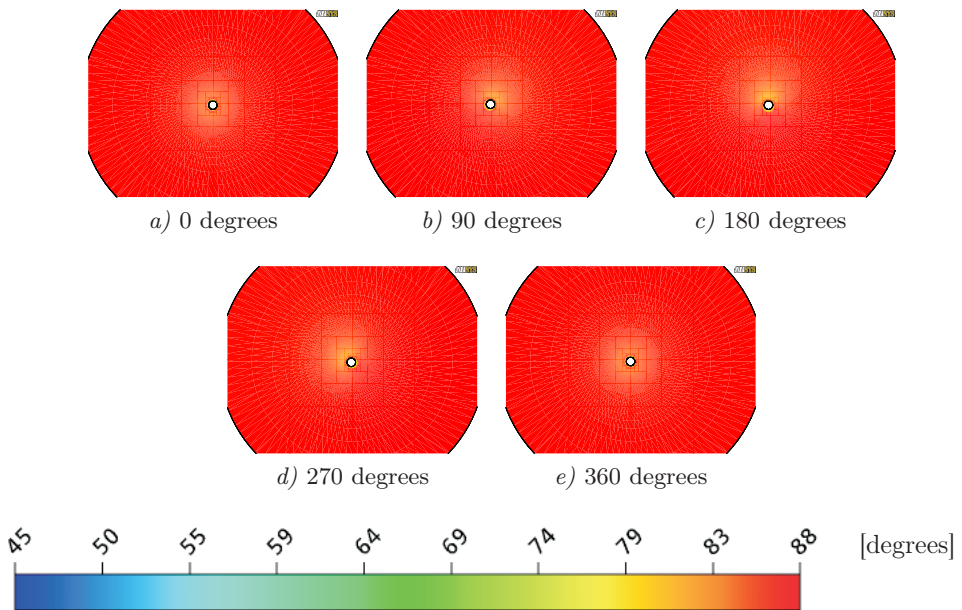 a) 0 degrees
b) 90 degrees
c) 180 degrees
d) 270 degrees
e) 360 degrees
45 50 55 59 64 69 74 79 83 88 [degrees]